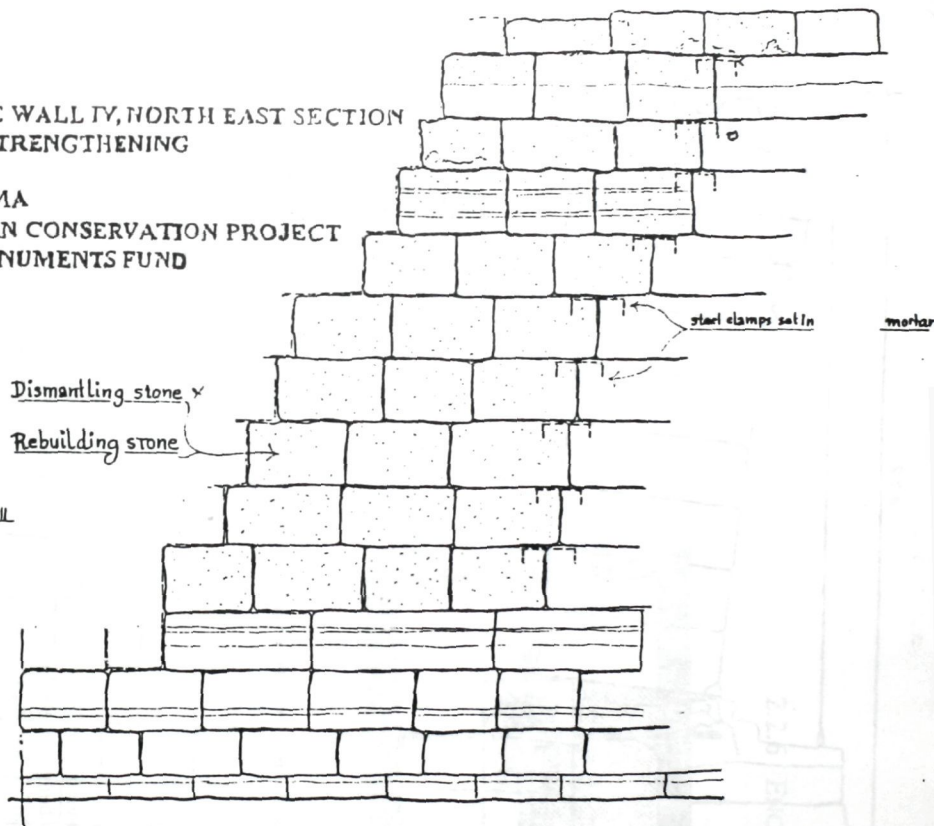 WALL IV, NORTH EAST SECTION
TRENGTHENING
MA
N CONSERVATION PROJECT
NUMENTS FUND
steel clamps set in mortar
Dismantling stone x
Rebuilding stone